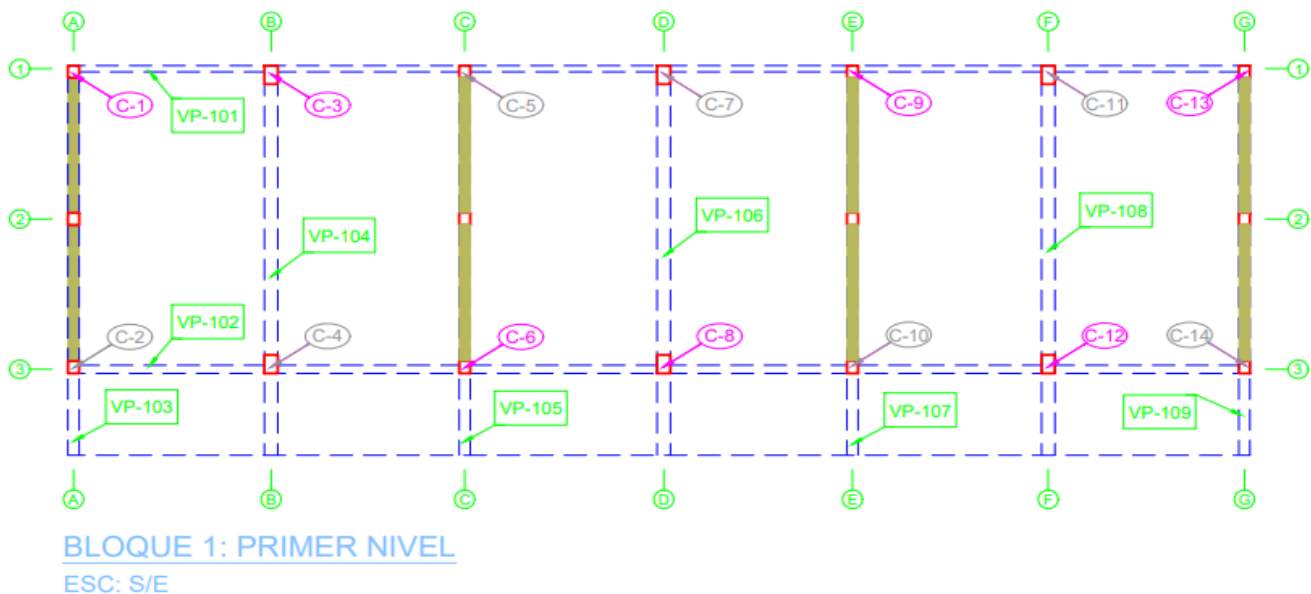 A B C D E F G
1 1
C-1 C-3 C-5 C-7 C-9 C-11 C-13
VP-101
2 2
VP-104 VP-106 VP-108
VP-102
C-2 C-4 C-6 C-8 C-10 C-12 C-14
3 3
VP-103 VP-105 VP-107 VP-109
A B C D E F G
BLOQUE 1: PRIMER NIVEL
ESC: S/E